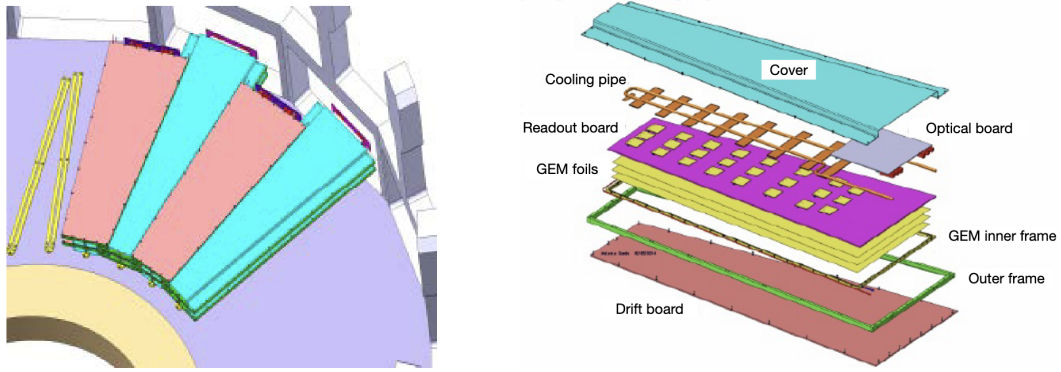 Cover
Cooling pipe
Readout board
Optical board
GEM foils
GEM inner frame
Outer frame
Drift board